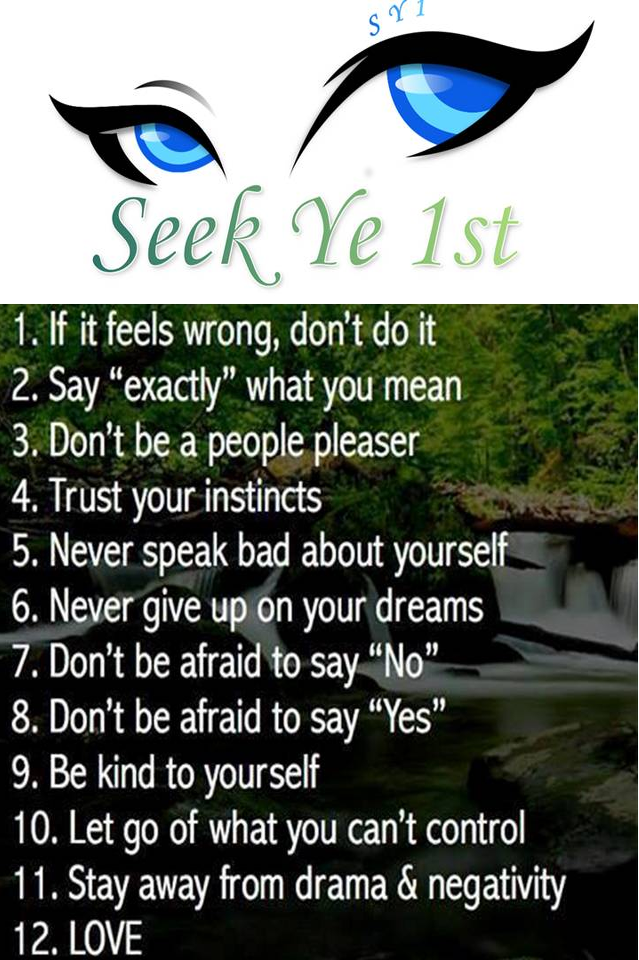 SY1
Seek Ye 1st
1. If it feels wrong, don't do it
2. Say “exactly” what you mean
3. Don't be a people pleaser
4. Trust your instincts
5. Never speak bad about yourself
6. Never give up on your dreams
7. Don't be afraid to say “No”
8. Don't be afraid to say “Yes”
9. Be kind to yourself
10. Let go of what you can't control
11. Stay away from drama & negativity
12. LOVE